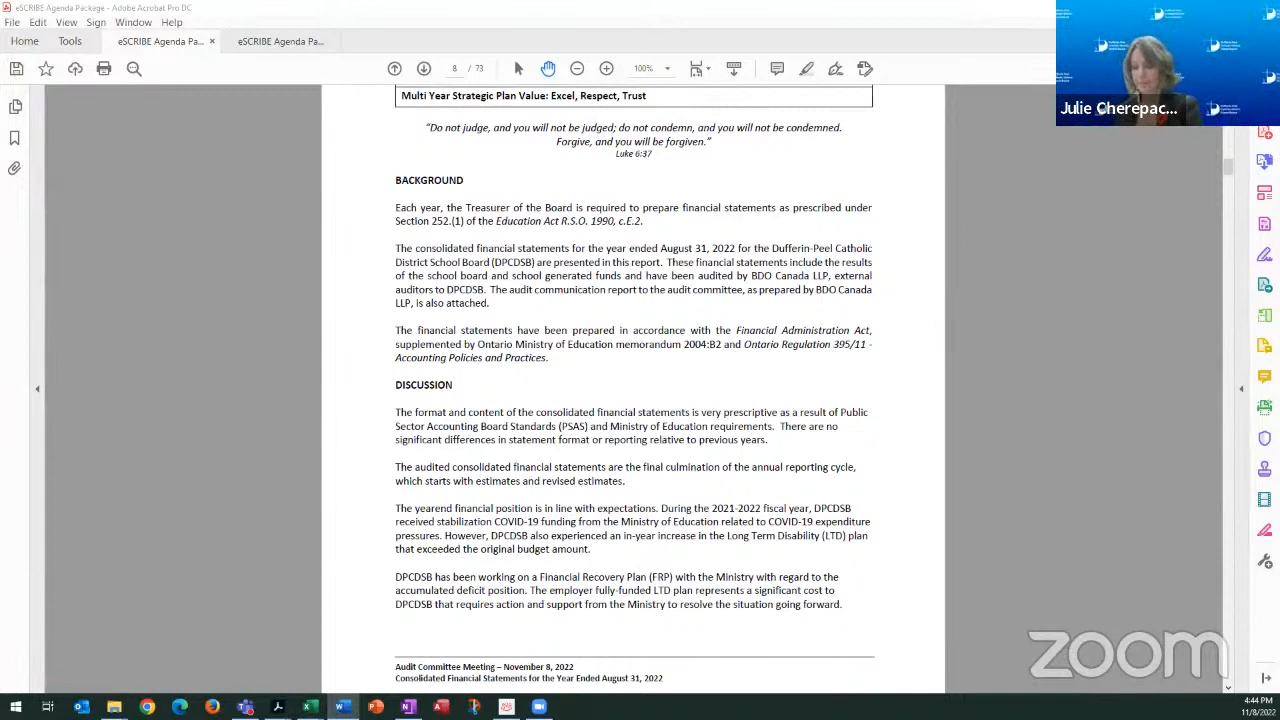 eSCRIBE Agenda Package - Adobe Acrobat Pro DC
File Edit View Sign Window Help
Home Tools eSCRIBE Agenda Pa... × eSCRIBE Agenda Pa...
8 / 73 100%
Julie Cherepac...
Multi Year Strategic Plan Value: Excel, Respect, Trust
“Do not judge, and you will not be judged; do not condemn, and you will not be condemned.
Forgive, and you will be forgiven.”
Luke 6:37
BACKGROUND
Each year, the Treasurer of the Board is required to prepare financial statements as prescribed under
Section 252.(1) of the Education Act R.S.O. 1990, c.E.2.
The consolidated financial statements for the year ended August 31, 2022 for the Dufferin-Peel Catholic
District School Board (DPCDSB) are presented in this report. These financial statements include the results
of the school board and school generated funds and have been audited by BDO Canada LLP, external
auditors to DPCDSB. The audit communication report to the audit committee, as prepared by BDO Canada
LLP, is also attached.
The financial statements have been prepared in accordance with the Financial Administration Act,
supplemented by Ontario Ministry of Education memorandum 2004:B2 and Ontario Regulation 395/11 -
Accounting Policies and Practices.
DISCUSSION
The format and content of the consolidated financial statements is very prescriptive as a result of Public
Sector Accounting Board Standards (PSAS) and Ministry of Education requirements. There are no
significant differences in statement format or reporting relative to previous years.
The audited consolidated financial statements are the final culmination of the annual reporting cycle,
which starts with estimates and revised estimates.
The yearend financial position is in line with expectations. During the 2021-2022 fiscal year, DPCDSB
received stabilization COVID-19 funding from the Ministry of Education related to COVID-19 expenditure
pressures. However, DPCDSB also experienced an in-year increase in the Long Term Disability (LTD) plan
that exceeded the original budget amount.
DPCDSB has been working on a Financial Recovery Plan (FRP) with the Ministry with regard to the
accumulated deficit position. The employer fully-funded LTD plan represents a significant cost to
DPCDSB that requires action and support from the Ministry to resolve the situation going forward.
zoom
Audit Committee Meeting – November 8, 2022
Consolidated Financial Statements for the Year Ended August 31, 2022
4:44 PM
11/8/2022